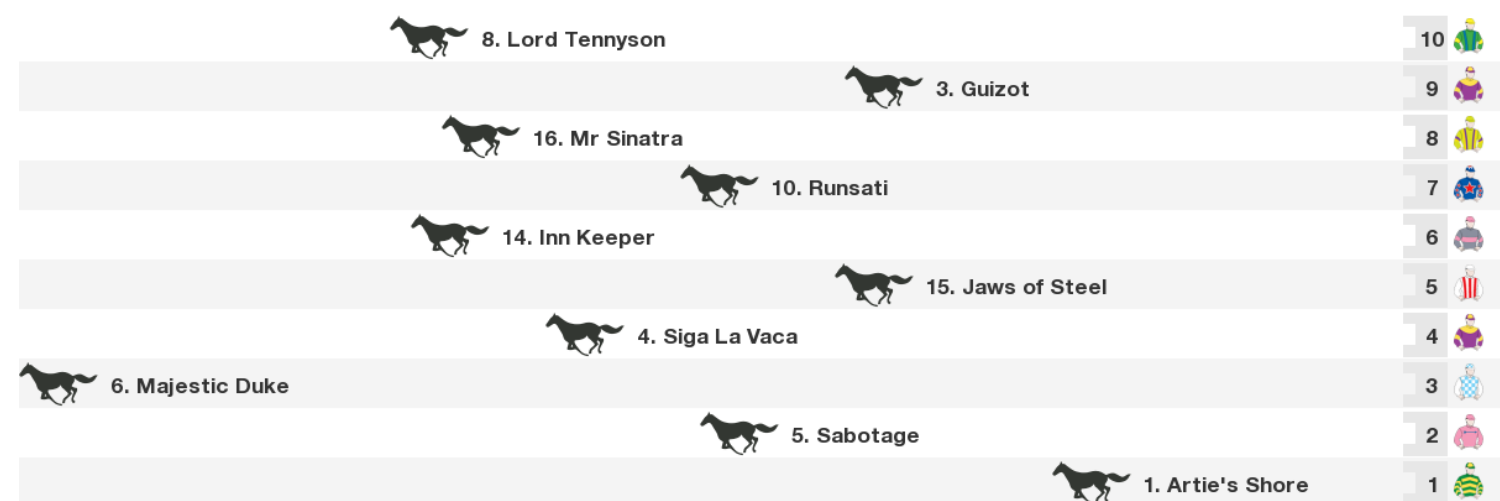 8. Lord Tennyson 10
3. Guizot 9
16. Mr Sinatra 8
10. Runsati 7
14. Inn Keeper 6
15. Jaws of Steel 5
4. Siga La Vaca 4
6. Majestic Duke 3
5. Sabotage 2
1. Artie's Shore 1